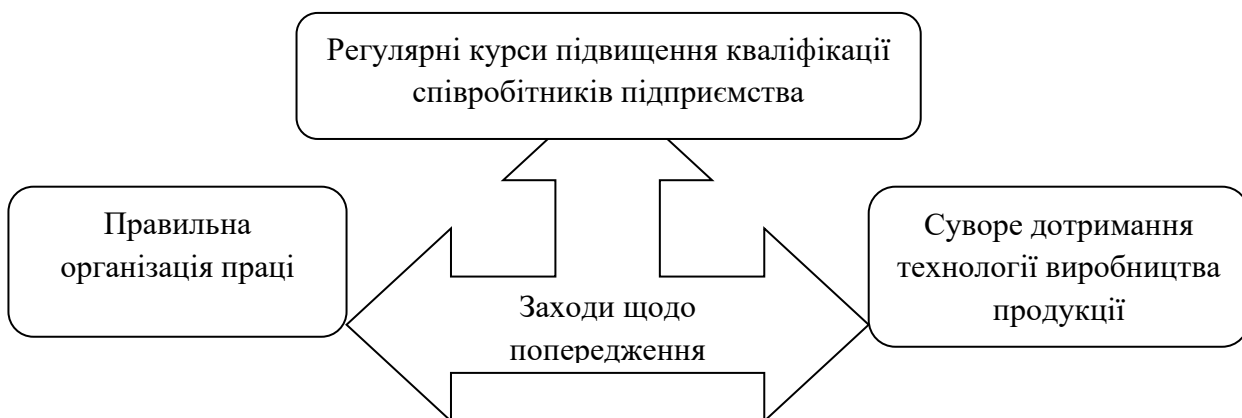 Регулярні курси підвищення кваліфікації
співробітників підприємства
Правильна
організація праці
Суворе дотримання
технології виробництва
продукції
Заходи щодо
попередження